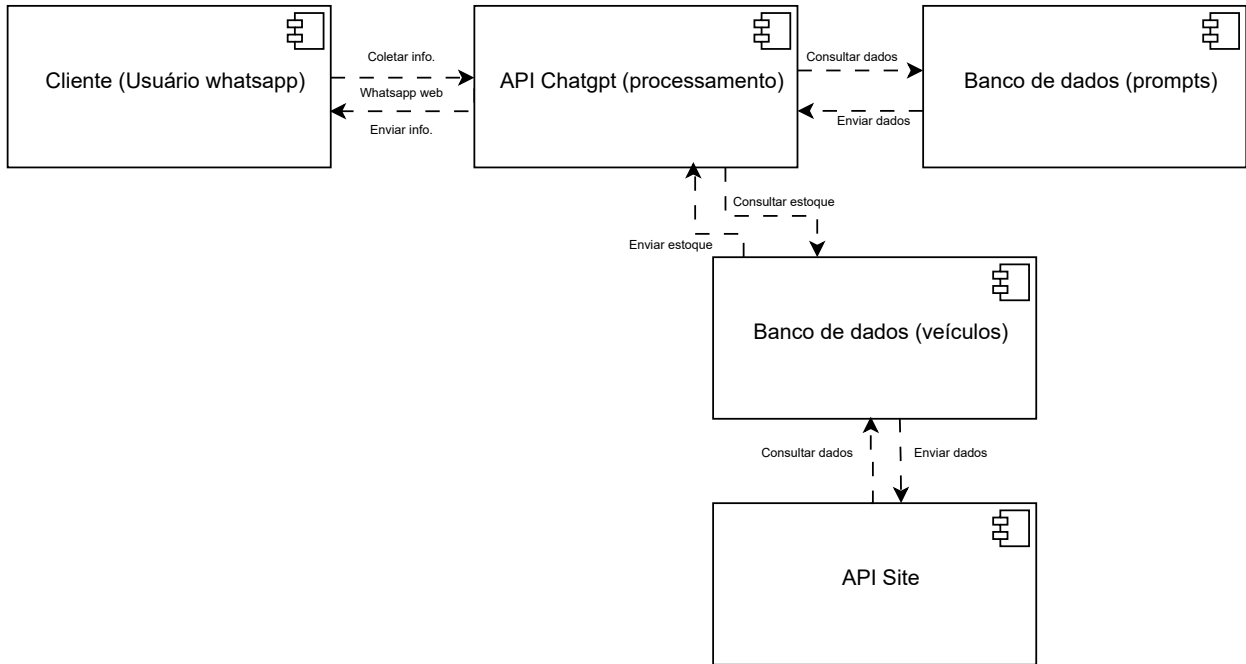 Cliente (Usuário whatsapp)
Coletar info.
Whatsapp web
Enviar info.
API Chatgpt (processamento)
Consultar dados
Enviar dados
Banco de dados (prompts)
Consultar estoque
Enviar estoque
Banco de dados (veículos)
Consultar dados
Enviar dados
API Site